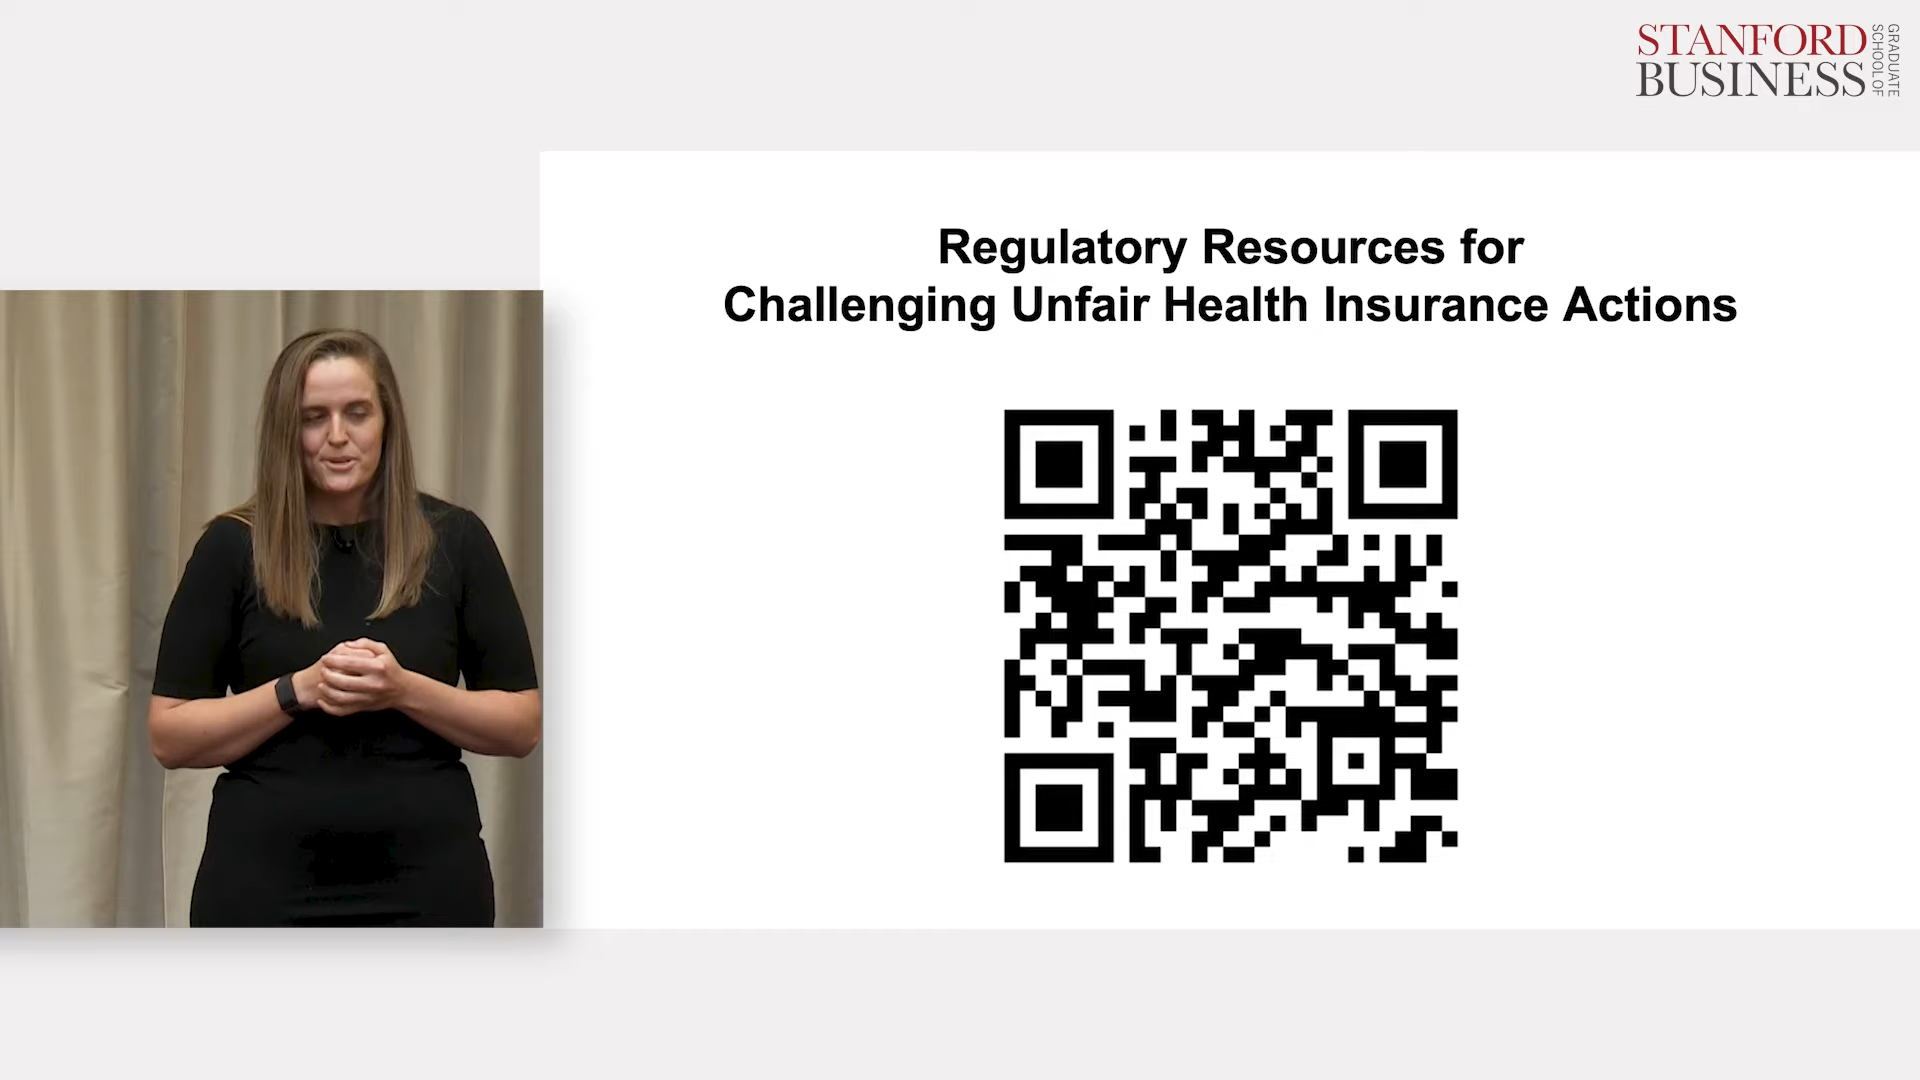 STANFORD
BUSINESS
GRADUATE
SCHOOL OF
Regulatory Resources for
Challenging Unfair Health Insurance Actions